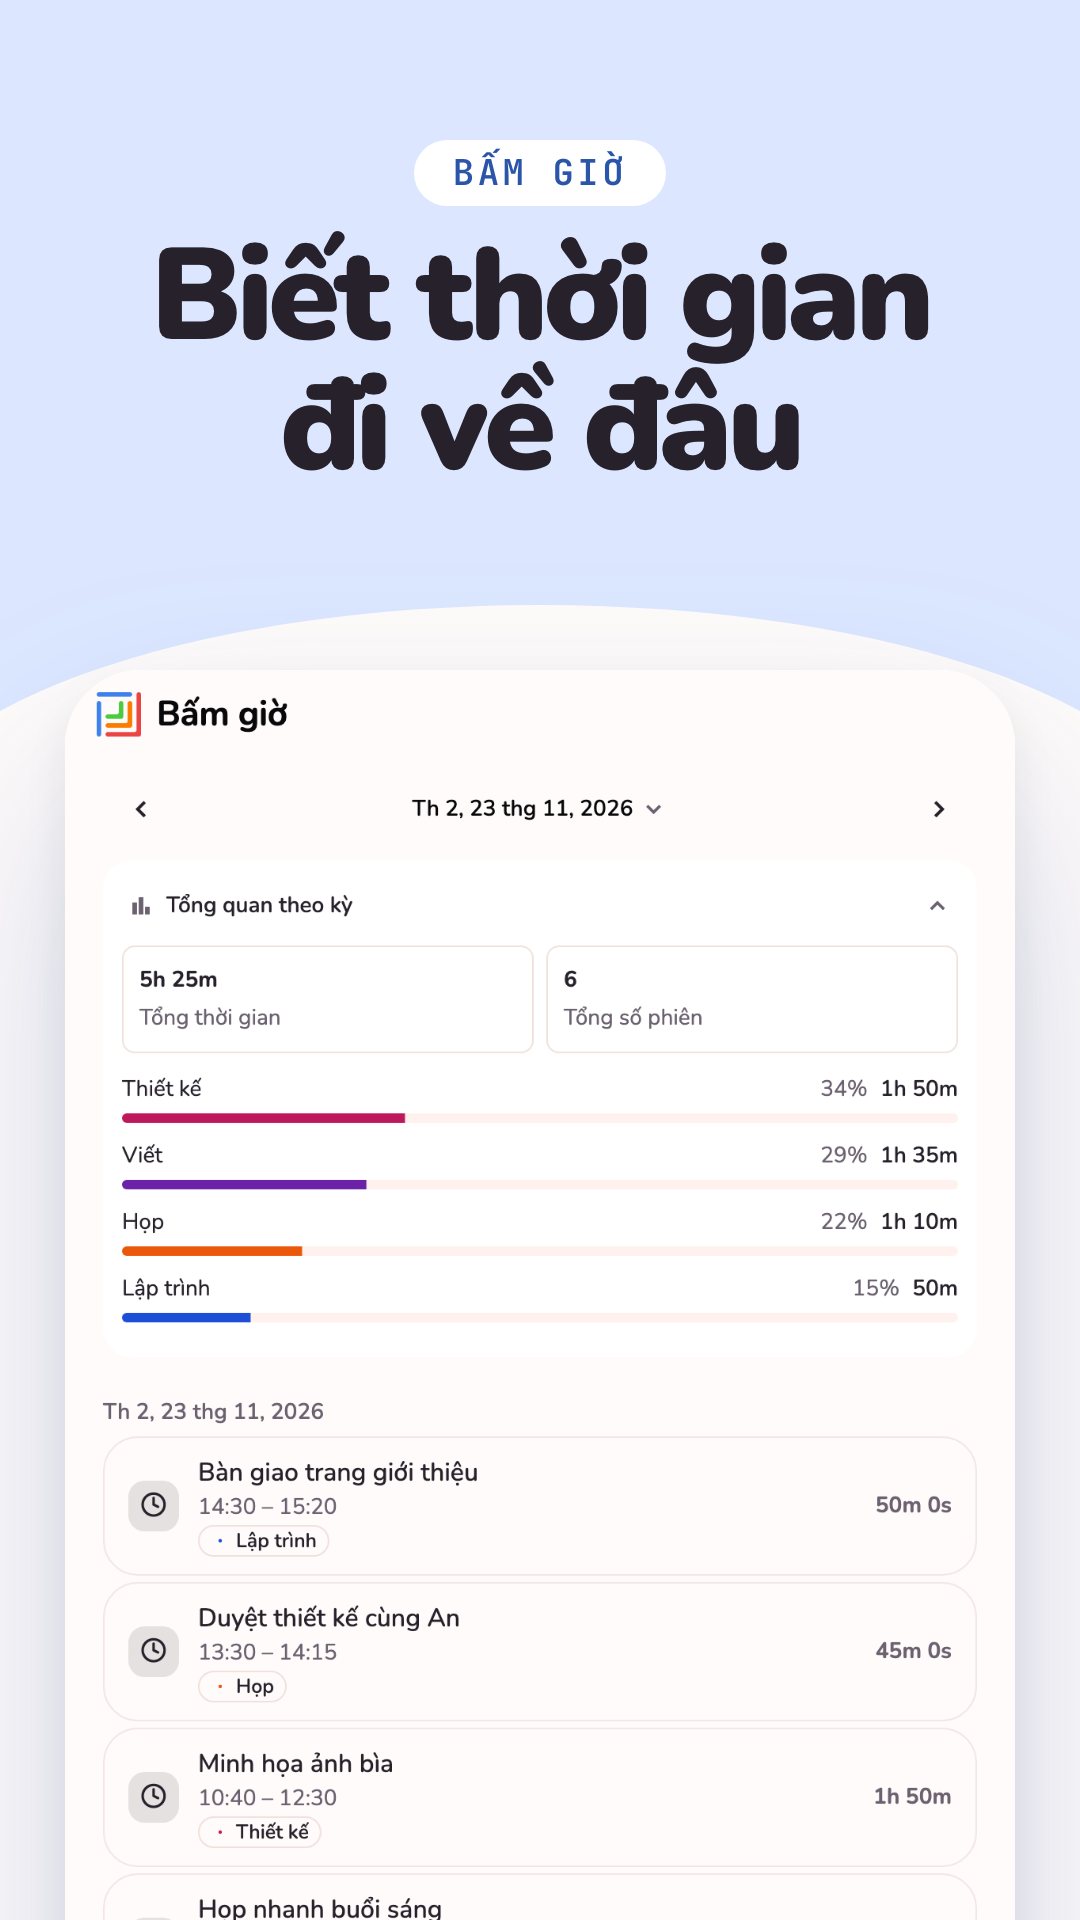 BẤM GIỜ
Biết thời gian
đi về đâu
Bấm giờ
Th 2, 23 thg 11, 2026
Tổng quan theo kỳ
5h 25m
Tổng thời gian
6
Tổng số phiên
Thiết kế 34% 1h 50m
Viết 29% 1h 35m
Họp 22% 1h 10m
Lập trình 15% 50m
Th 2, 23 thg 11, 2026
Bàn giao trang giới thiệu
14:30 – 15:20
50m 0s
Lập trình
Duyệt thiết kế cùng An
13:30 – 14:15
45m 0s
Họp
Minh họa ảnh bìa
10:40 – 12:30
1h 50m
Thiết kế
Họp nhanh buổi sáng